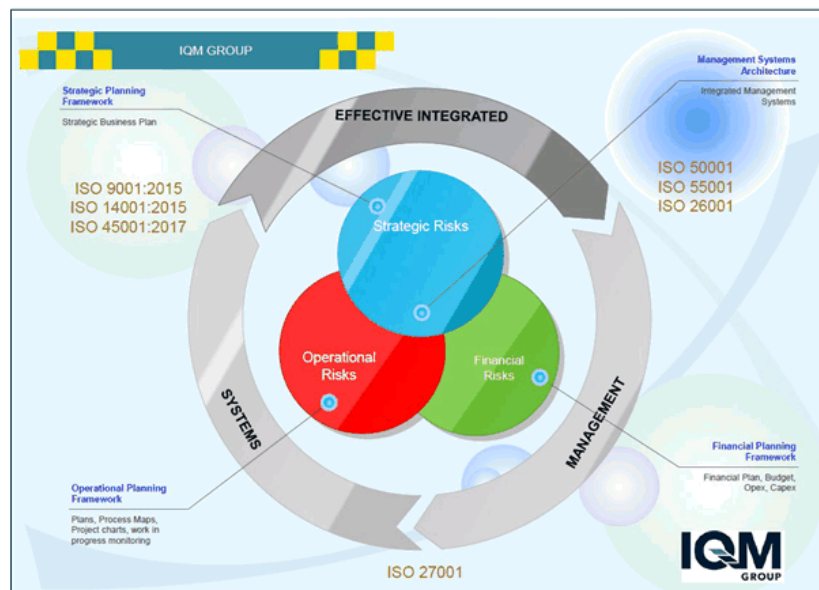 IQM GROUP
Strategic Planning
Framework
Strategic Business Plan
Management Systems
Architecture
Integrated Management
Systems
EFFECTIVE INTEGRATED
ISO 9001:2015
ISO 14001:2015
ISO 45001:2017
ISO 50001
ISO 55001
ISO 26001
Strategic Risks
Operational
Risks
Financial
Risks
SYSTEMS
MANAGEMENT
Operational Planning
Framework
Plans, Process Maps,
Project charts, work in
progress monitoring
Financial Planning
Framework
Financial Plan, Budget,
Opex, Capex
ISO 27001
IQM
GROUP